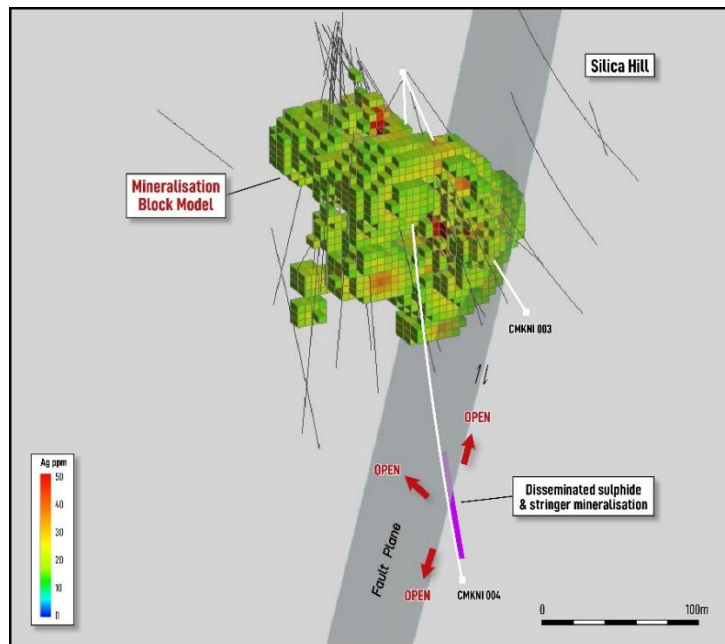 Silica Hill
Mineralisation
Block Model
CMKNI 003
OPEN
OPEN
Disseminated sulphide
& stringer mineralisation
Fault Plane
OPEN
CMKNI 004
Ag ppm
50
40
30
20
10
0
0
100m